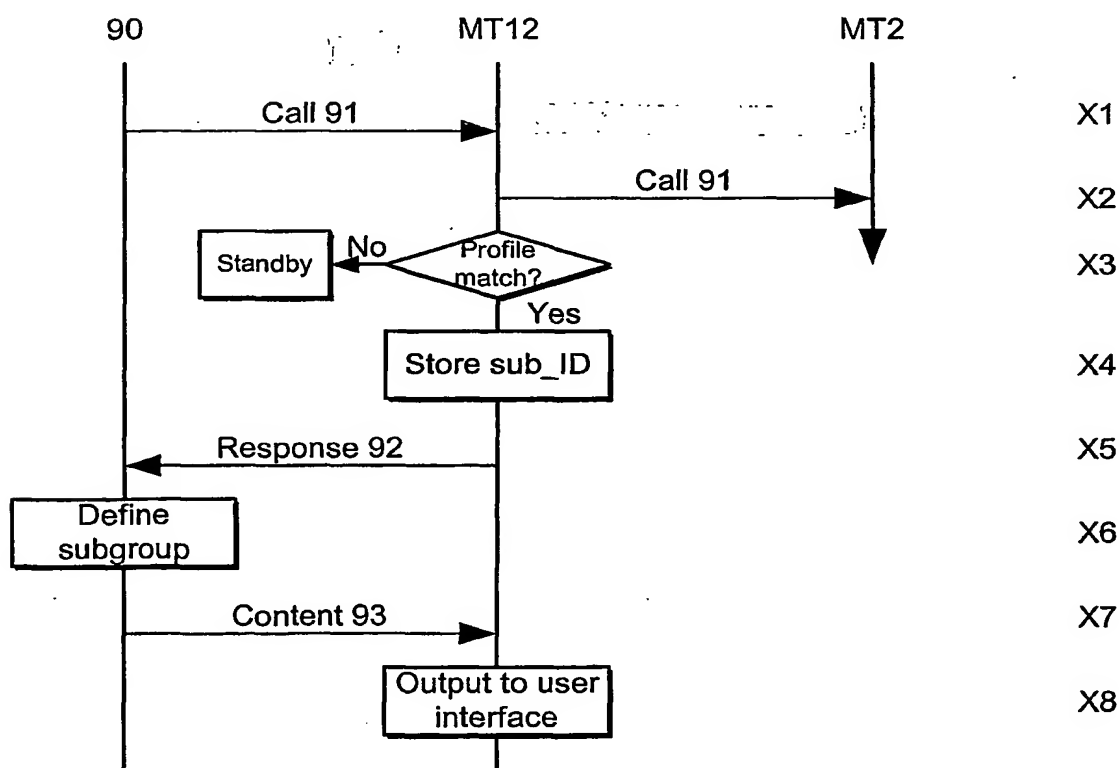 90 MT12 MT2
Call 91 X1
Call 91 X2
Standby No Profile match? X3
Yes
Store sub_ID X4
Response 92 X5
Define subgroup X6
Content 93 X7
Output to user interface X8